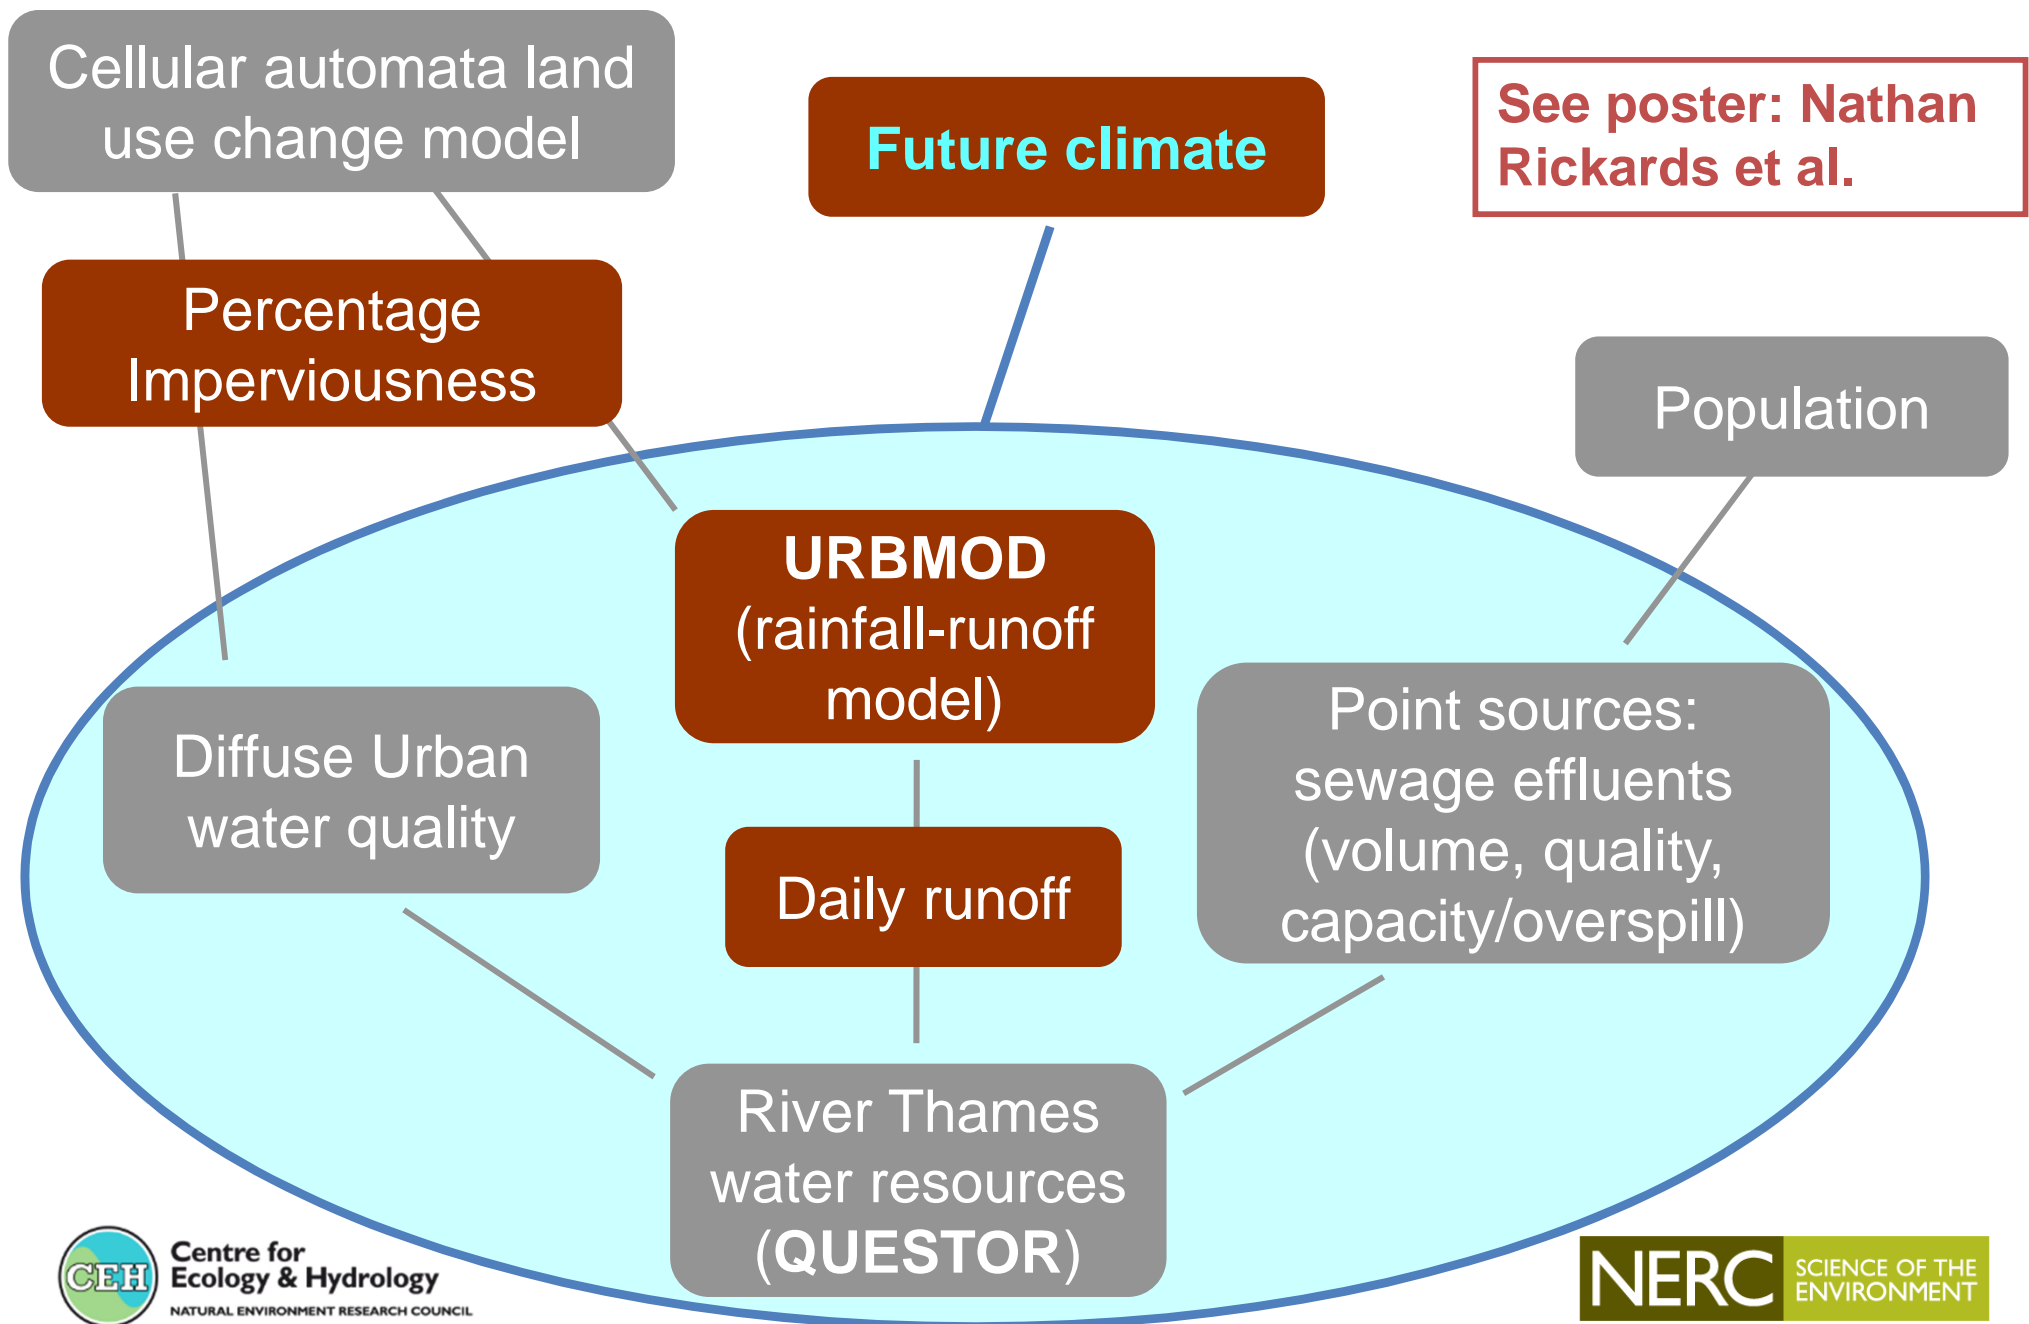 Cellular automata land
use change model
Future climate
See poster: Nathan
Rickards et al.
Percentage
Imperviousness
Population
URBMOD
(rainfall-runoff
model)
Diffuse Urban
water quality
Point sources:
sewage effluents
(volume, quality,
capacity/overspill)
Daily runoff
River Thames
water resources
(QUESTOR)
CEH
Centre for
Ecology & Hydrology
NATURAL ENVIRONMENT RESEARCH COUNCIL
NERC
SCIENCE OF THE
ENVIRONMENT